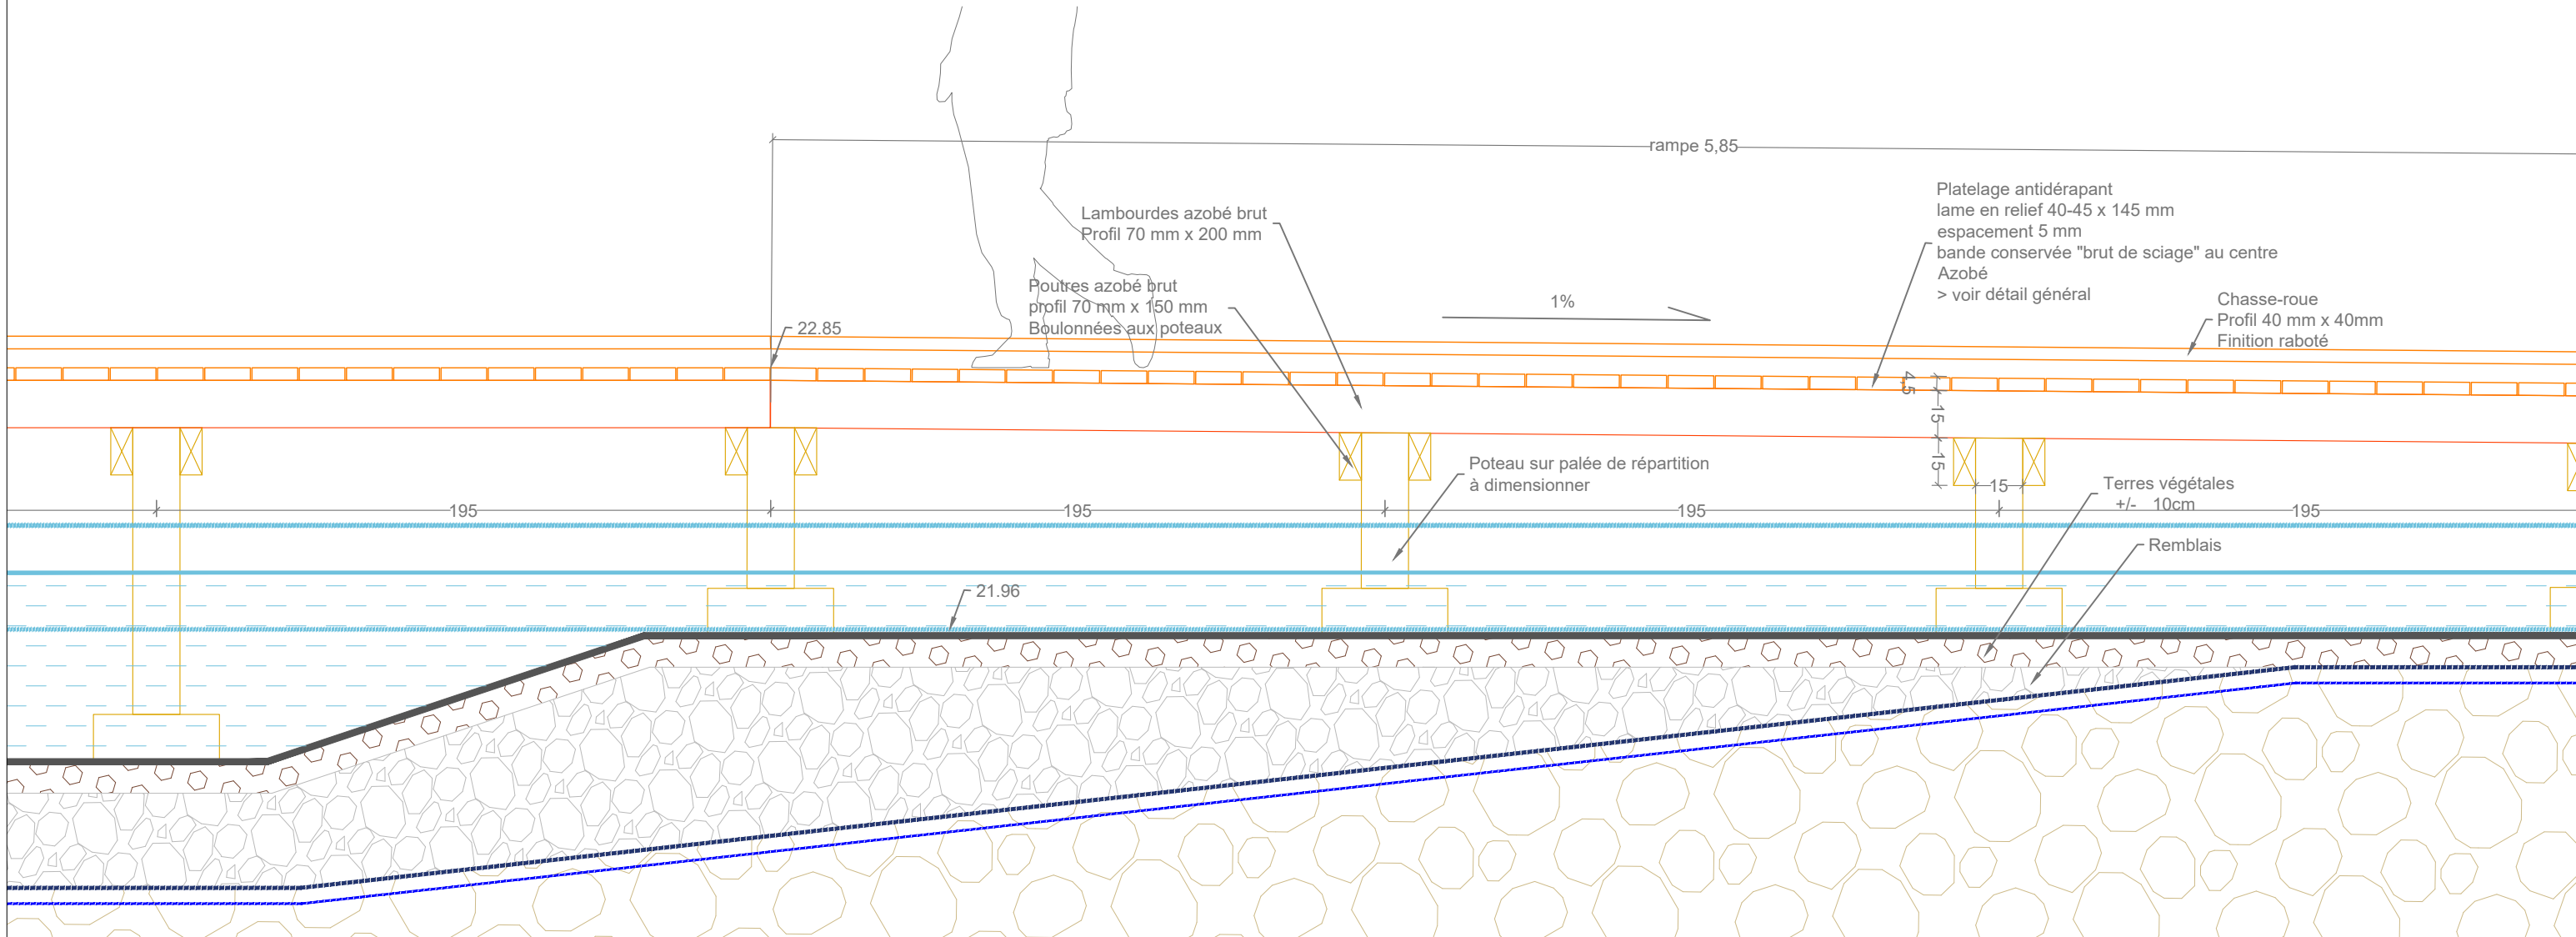 rampe 5,85
Platelage antidérapant
lame en relief 40-45 x 145 mm
espacement 5 mm
bande conservée "brut de sciage" au centre
Azobé
> voir détail général
Lambourdes azobé brut
Profil 70 mm x 200 mm
Poutres azobé brut
profil 70 mm x 150 mm
Boulonnées aux poteaux
1%
Chasse-roue
Profil 40 mm x 40mm
Finition raboté
22.85
4,5
15
15
15
Poteau sur palée de répartition
à dimensionner
Terres végétales
+/- 10cm
195
195
195
195
Remblais
21.96